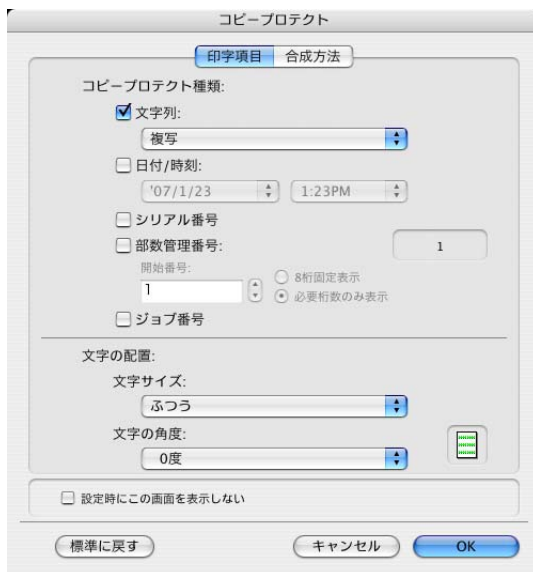 コピープロテクト
印字項目 合成方法
コピープロテクト種類:
文字列:
複写
日付/時刻:
'07/1/23 1:23PM
シリアル番号
部数管理番号: 1
開始番号:
1
8桁固定表示
必要桁数のみ表示
ジョブ番号
文字の配置:
文字サイズ:
ふつう
文字の角度:
0度
設定時にこの画面を表示しない
標準に戻す キャンセル OK